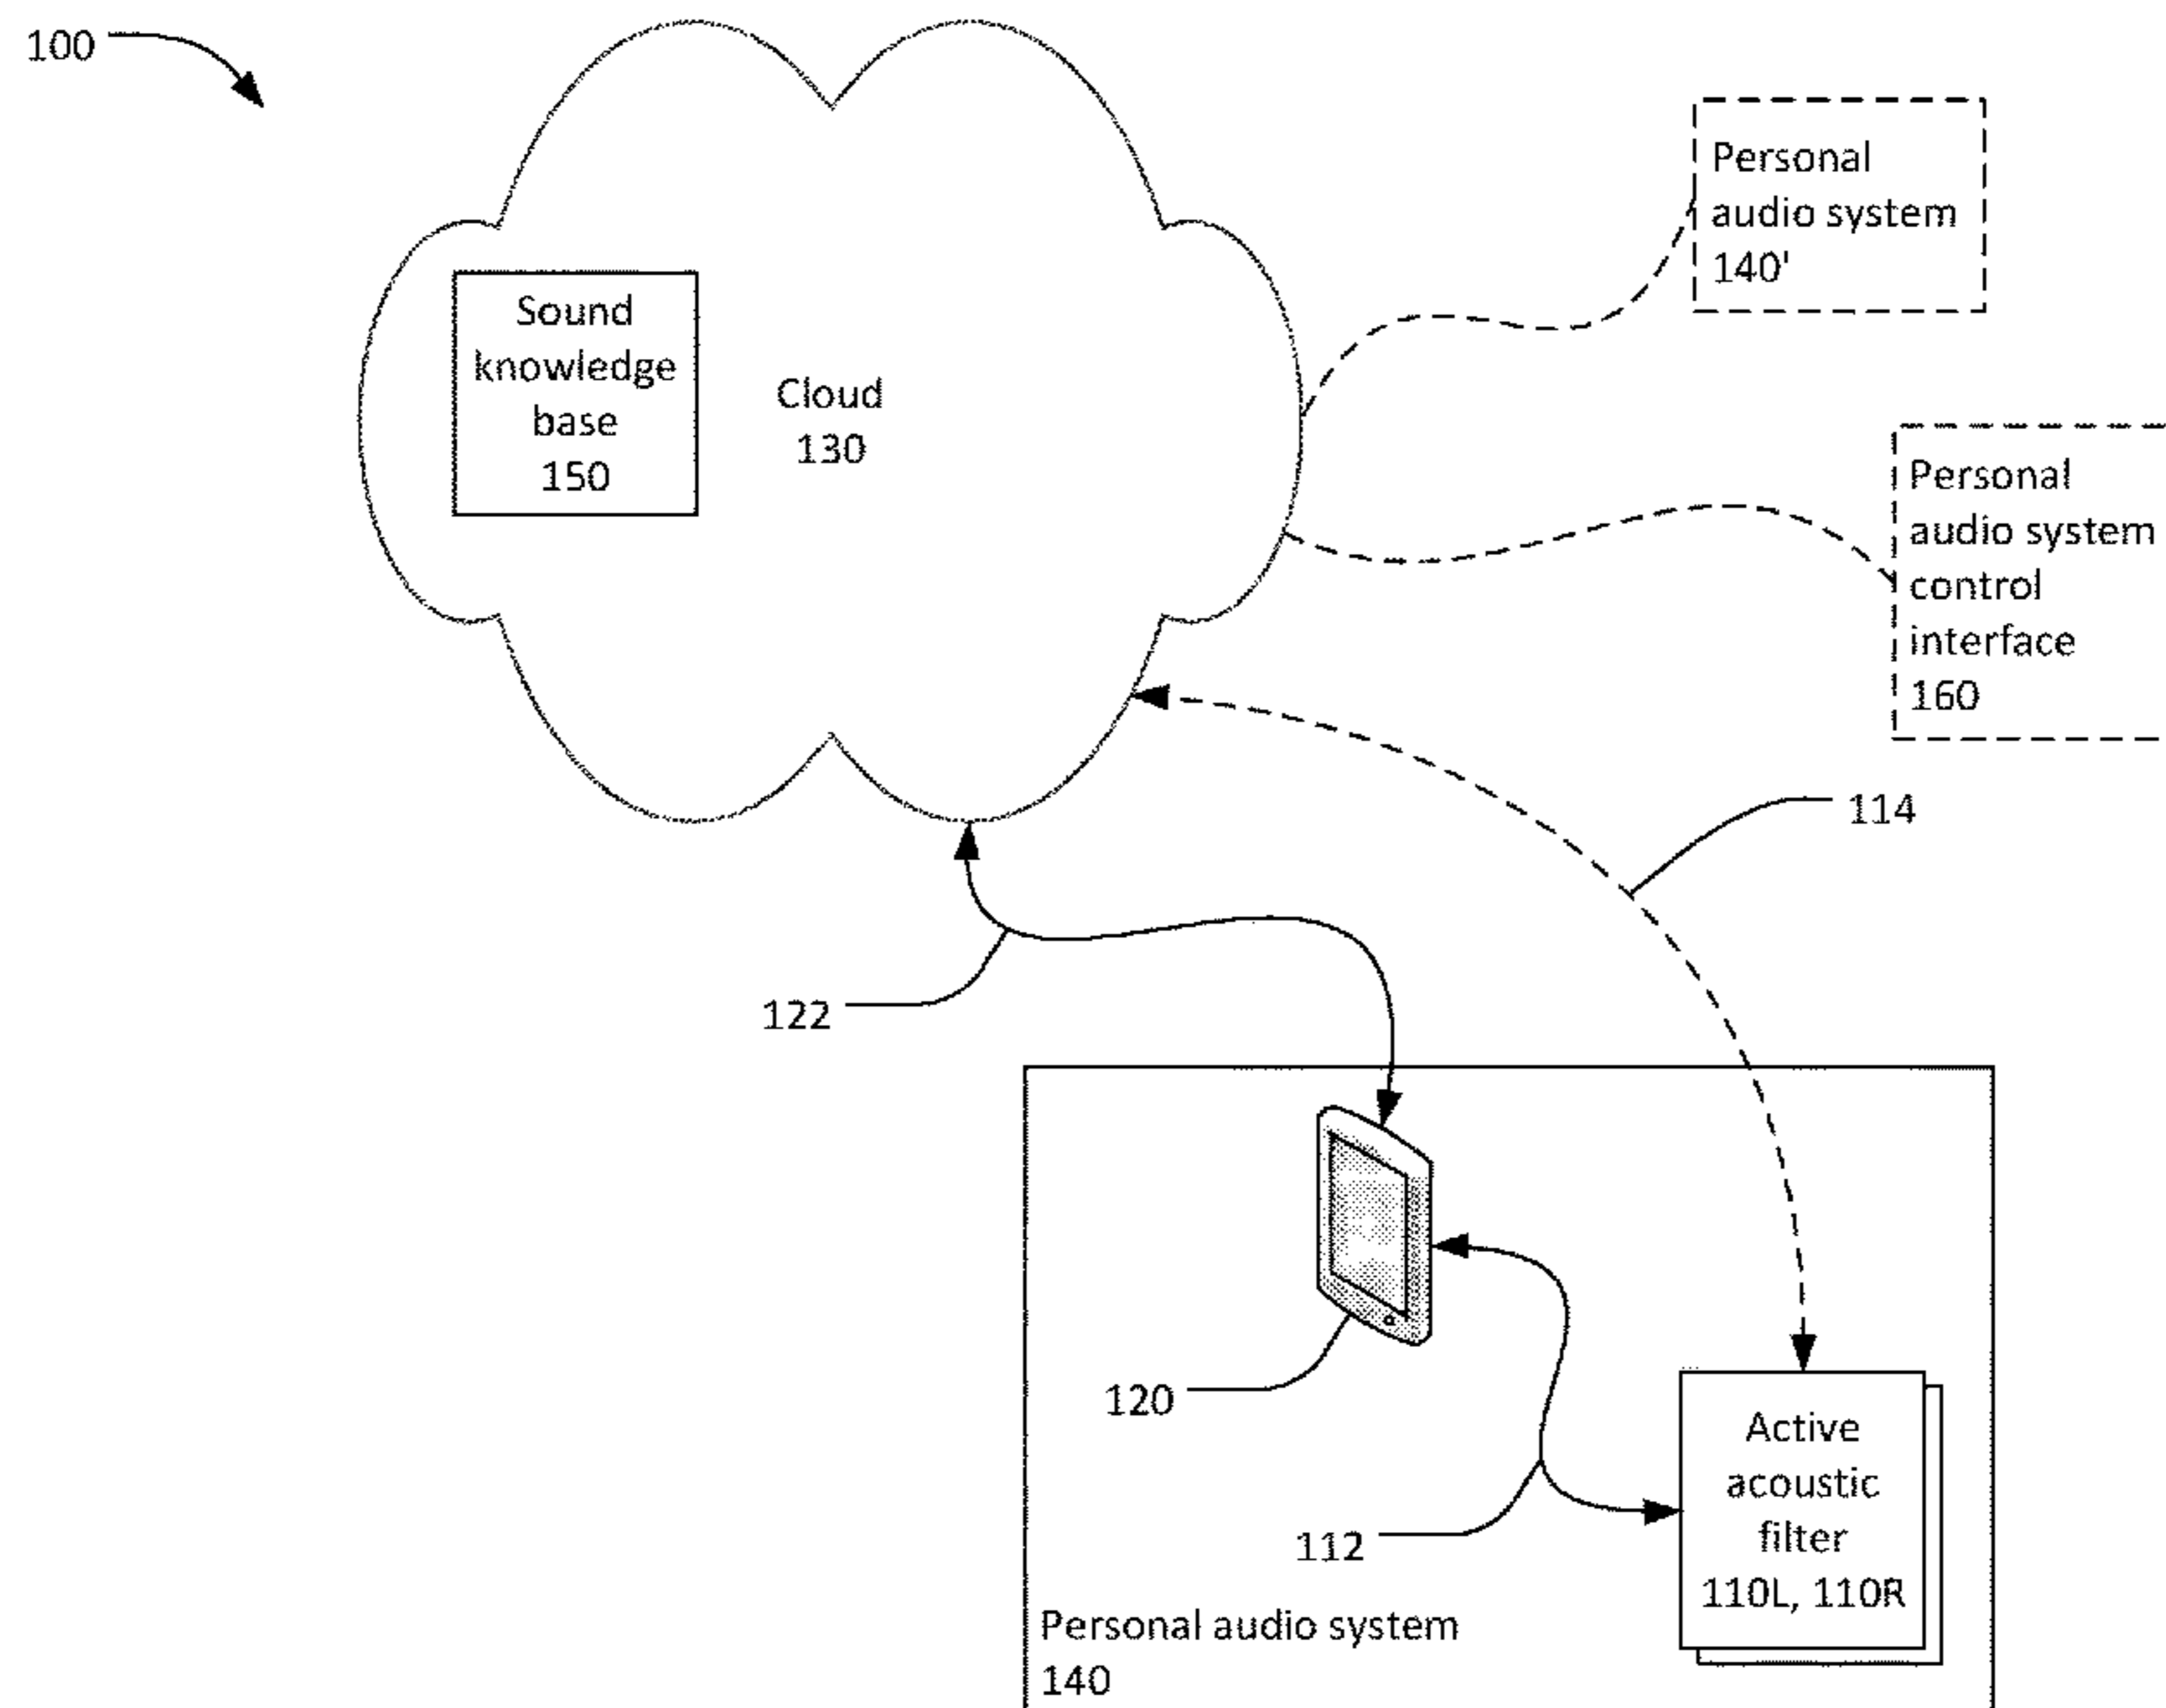 100
Personal
audio system
140'
Sound
knowledge
base
150
Cloud
130
Personal
audio system
control
interface
160
114
122
120
Active
acoustic
filter
110L, 110R
112
Personal audio system
140